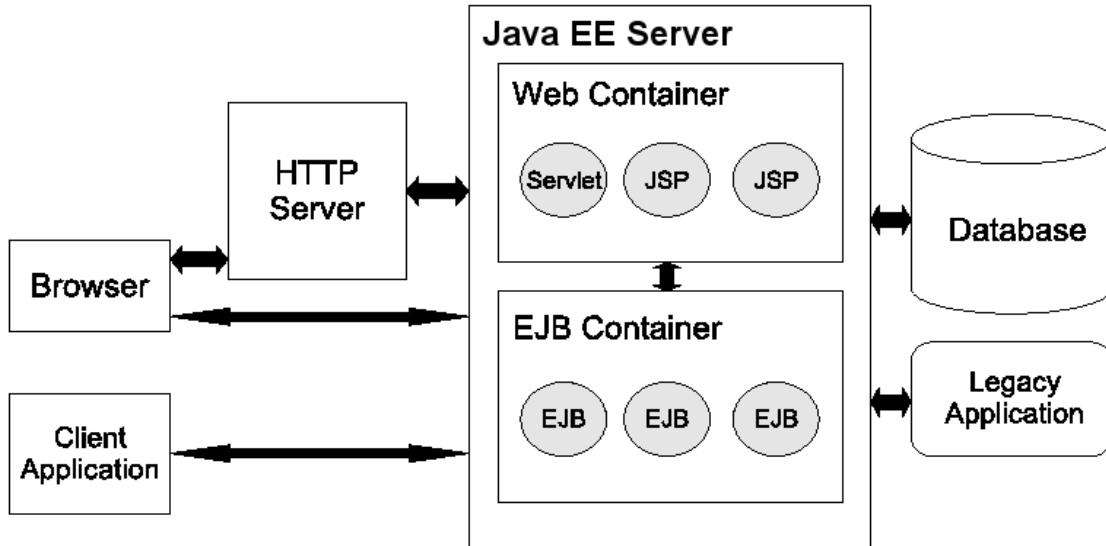 Java EE Server
Web Container
Servlet
JSP
JSP
HTTP
Server
Browser
EJB Container
EJB
EJB
EJB
Client
Application
Database
Legacy
Application